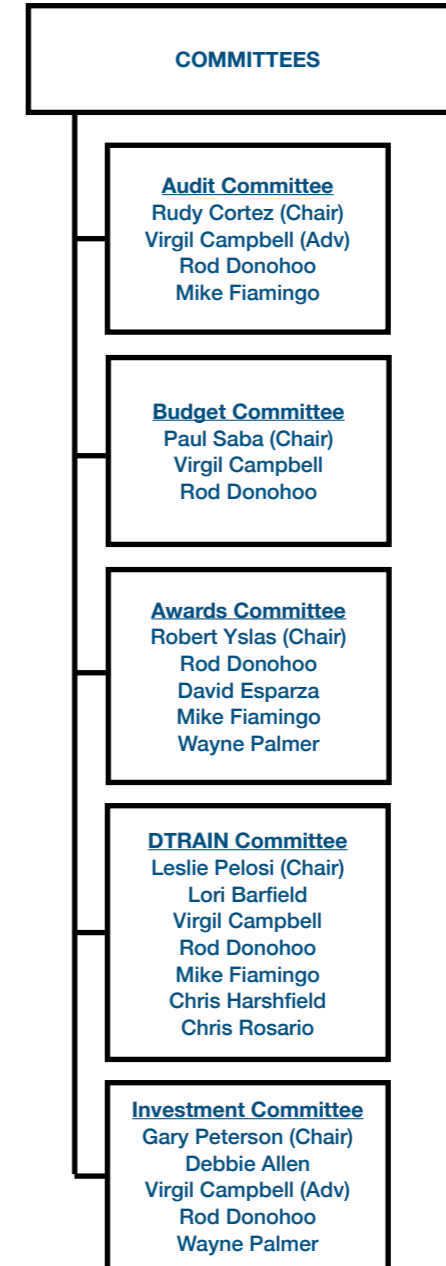 COMMITTEES
Audit Committee
Rudy Cortez (Chair)
Virgil Campbell (Adv)
Rod Donohoo
Mike Fiamingo
Budget Committee
Paul Saba (Chair)
Virgil Campbell
Rod Donohoo
Awards Committee
Robert Yslas (Chair)
Rod Donohoo
David Esparza
Mike Fiamingo
Wayne Palmer
DTRAIN Committee
Leslie Pelosi (Chair)
Lori Barfield
Virgil Campbell
Rod Donohoo
Mike Fiamingo
Chris Harshfield
Chris Rosario
Investment Committee
Gary Peterson (Chair)
Debbie Allen
Virgil Campbell (Adv)
Rod Donohoo
Wayne Palmer